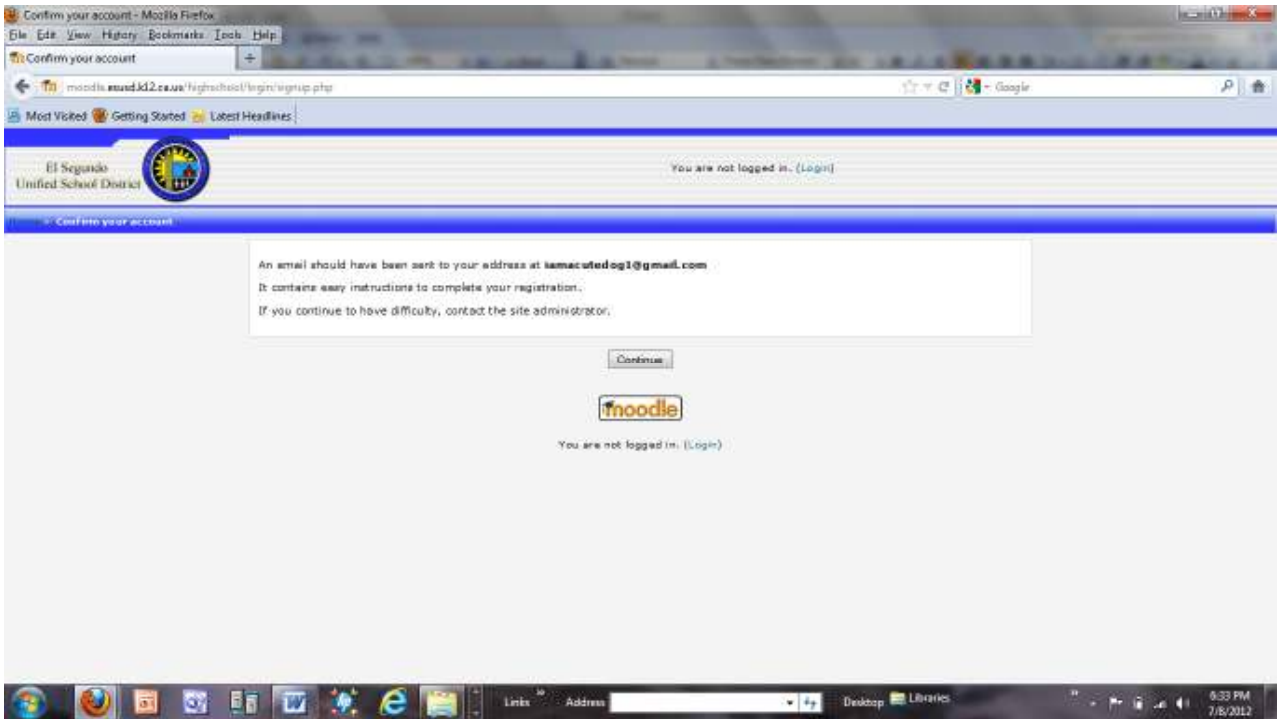 Confirm your account - Mozilla Firefox
File Edit View History Bookmarks Tools Help
Confirm your account
moodle.esusd.k12.ca.us/highschool/login/signup.php
Google
Most Visited Getting Started Latest Headlines
El Segundo
Unified School District
You are not logged in. (Login)
» Confirm your account
An email should have been sent to your address at iamacutedog1@gmail.com
It contains easy instructions to complete your registration.
If you continue to have difficulty, contact the site administrator.
Continue
moodle
You are not logged in. (Login)
Links » Address Desktop Libraries »
6:33 PM
7/8/2012